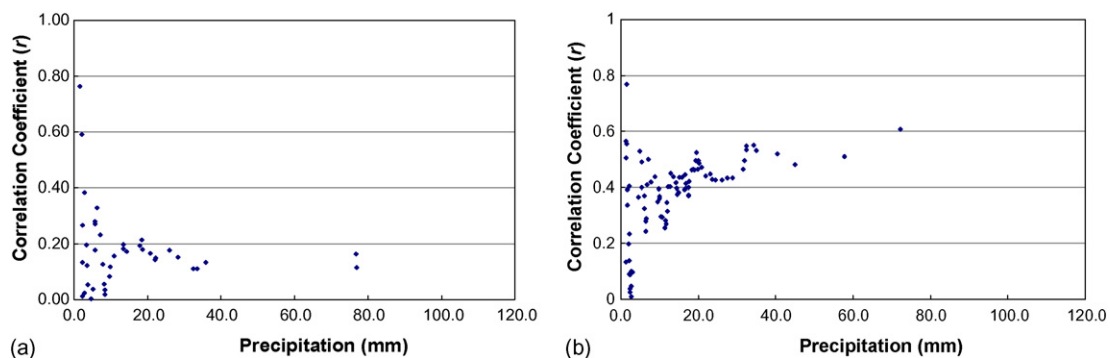 1.00
0.80
0.60
0.40
0.20
0.00
Correlation Coefficient (r)
0.0 20.0 40.0 60.0 80.0 100.0 120.0
Precipitation (mm)
(a)
1
0.8
0.6
0.4
0.2
0
Correlation Coefficient (r)
0.0 20.0 40.0 60.0 80.0 100.0 120.0
Precipitation (mm)
(b)